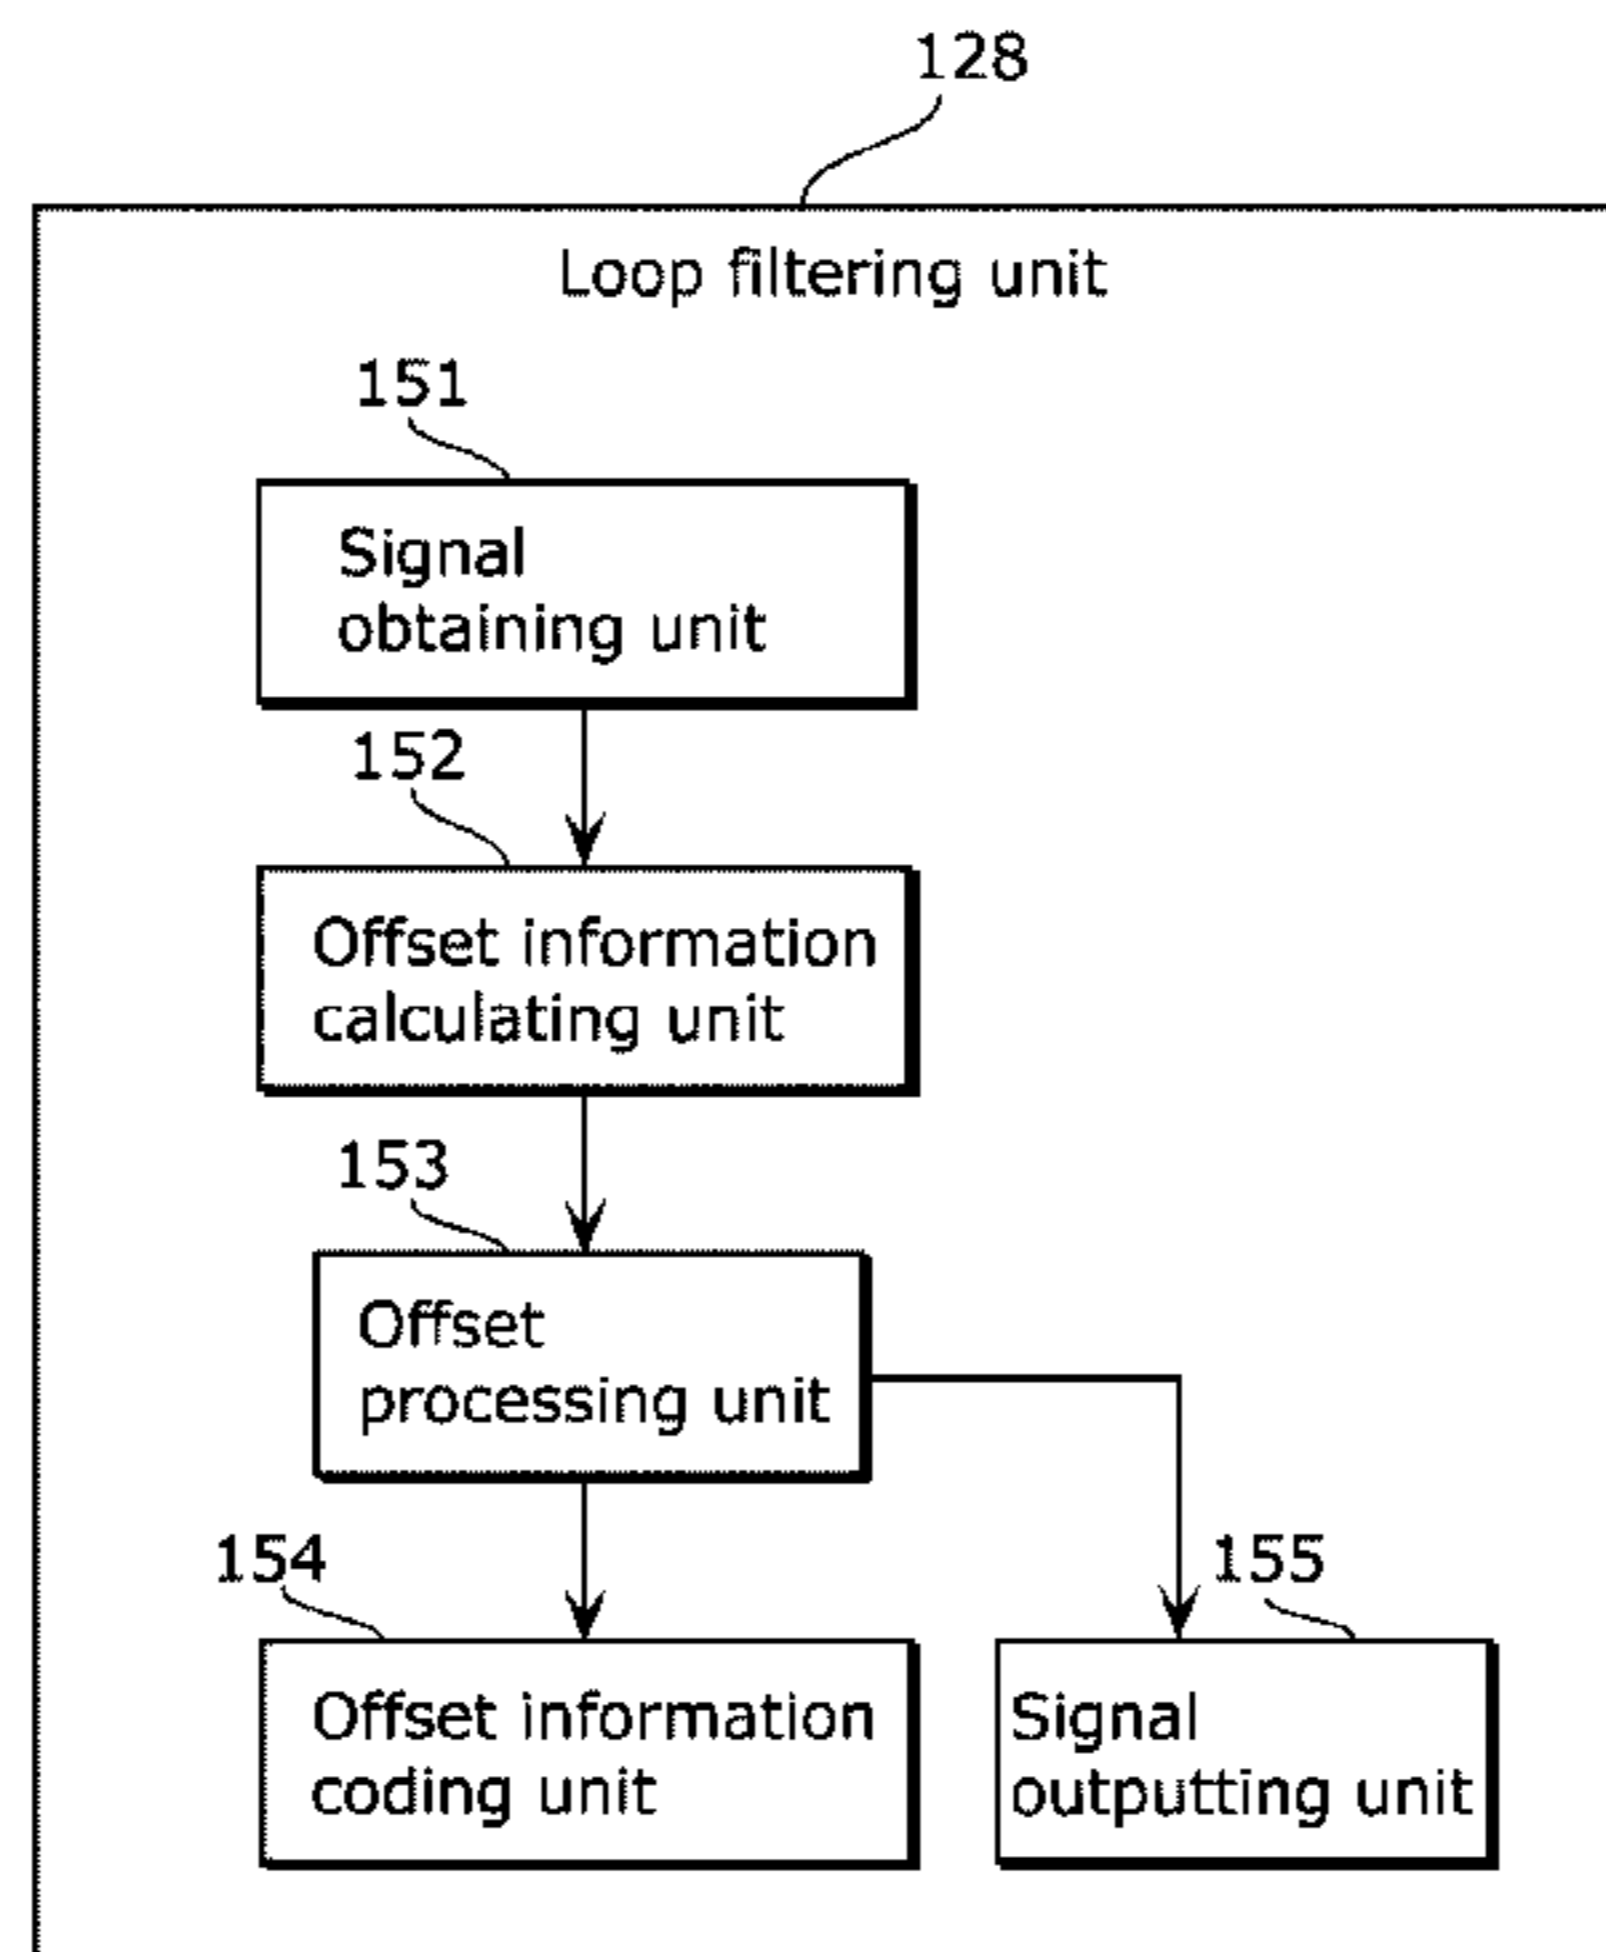 128
Loop filtering unit
151
Signal
obtaining unit
152
Offset information
calculating unit
153
Offset
processing unit
154
Offset information
coding unit
155
Signal
outputting unit